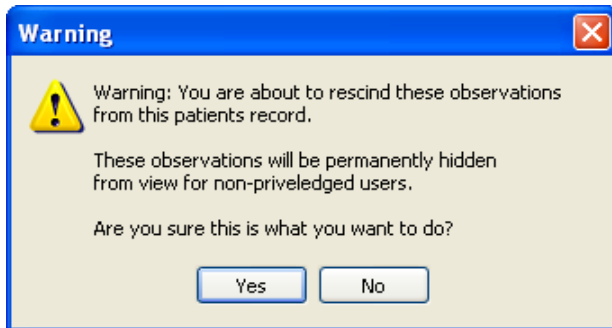 Warning
Warning: You are about to rescind these observations
from this patients record.
These observations will be permanently hidden
from view for non-priveledged users.
Are you sure this is what you want to do?
Yes No